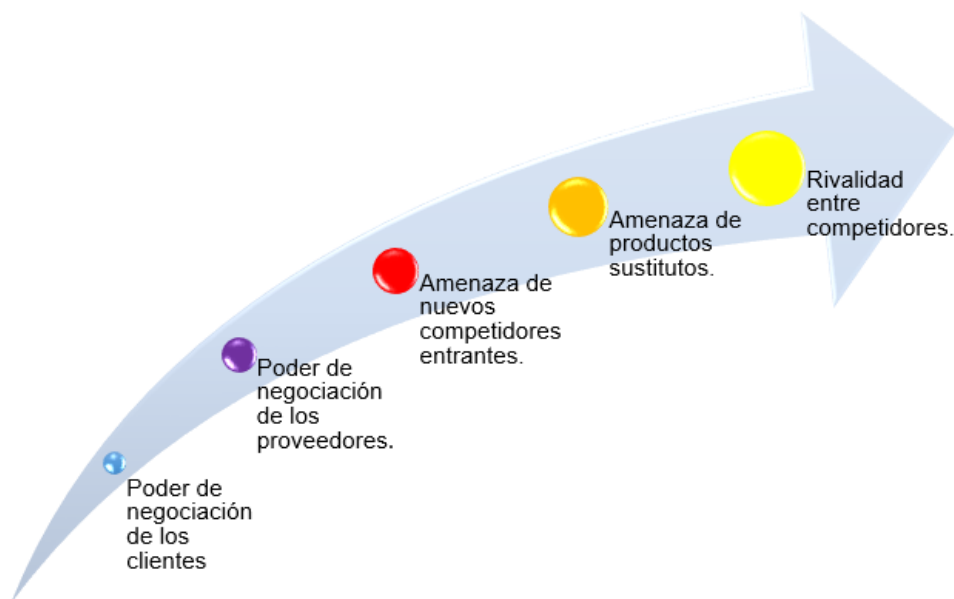 Poder de
negociación
de los
clientes
Poder de
negociación
de los
proveedores.
Amenaza de
nuevos
competidores
entrantes.
Amenaza de
productos
sustitutos.
Rivalidad
entre
competidores.